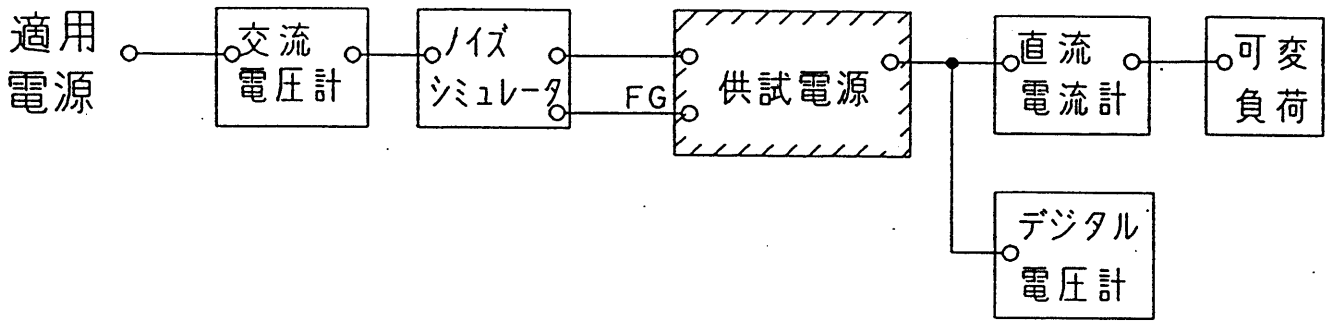 適用
電源
交流
電圧計
ノイズ
シミュレータ
FG
供試電源
直流
電流計
可変
負荷
デジタル
電圧計